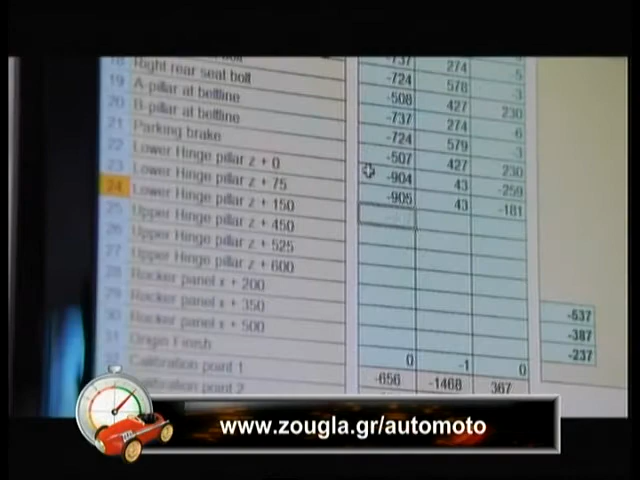 18 Right rear seat bolt -737 274 -5
19 A-pillar at beltline -724 578 -3
20 B-pillar at beltline -508 427 230
21 Parking brake -737 274 6
22 Lower Hinge pillar z + 0 -724 579 -3
23 Lower Hinge pillar z + 75 -507 427 230
24 Lower Hinge pillar z + 150 -904 43 -259
25 Upper Hinge pillar z + 450 -905 43 -181
26 Upper Hinge pillar z + 525
27 Upper Hinge pillar z + 600
28 Rocker panel x + 200
29 Rocker panel x + 350 -537
30 Rocker panel x + 500 -387
31 Origin Finish -237
Calibration point 1 0 -1 0
Calibration point 2 -656 -1468 367
www.zougla.gr/automoto